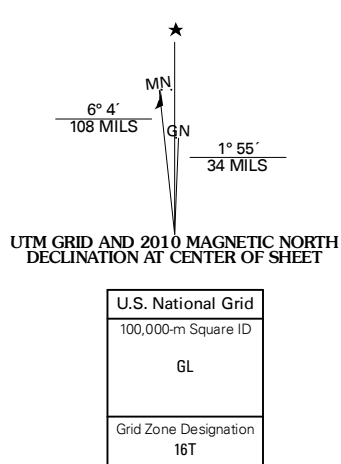 ★
MN.
6° 4´
108 MILS
GN
1° 55´
34 MILS
UTM GRID AND 2010 MAGNETIC NORTH
DECLINATION AT CENTER OF SHEET
U.S. National Grid
100,000-m Square ID
GL
Grid Zone Designation
16T